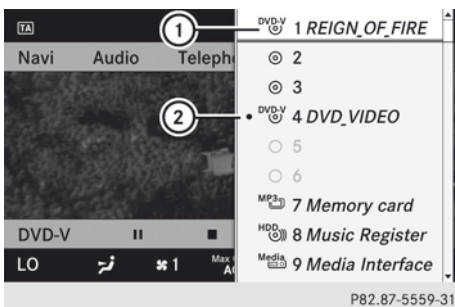 TA
1
DVD-V 1 REIGN_OF_FIRE
Navi Audio Teleph
2
3
2
DVD-V 4 DVD_VIDEO
5
6
MP3 7 Memory card
DVD-V
HDD 8 Music Register
LO 1 Max AC
Media 9 Media Interface
P82.87-5559-31